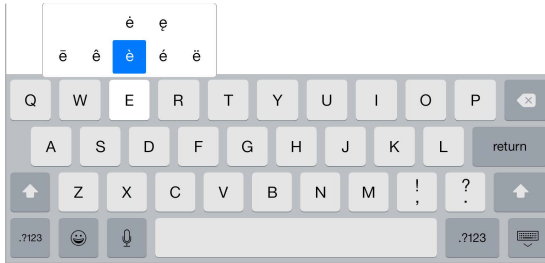 ė ę
ē ê è é ë
Q W E R T Y U I O P
A S D F G H J K L return
Z X C V B N M ! , ? .
.?123 .?123